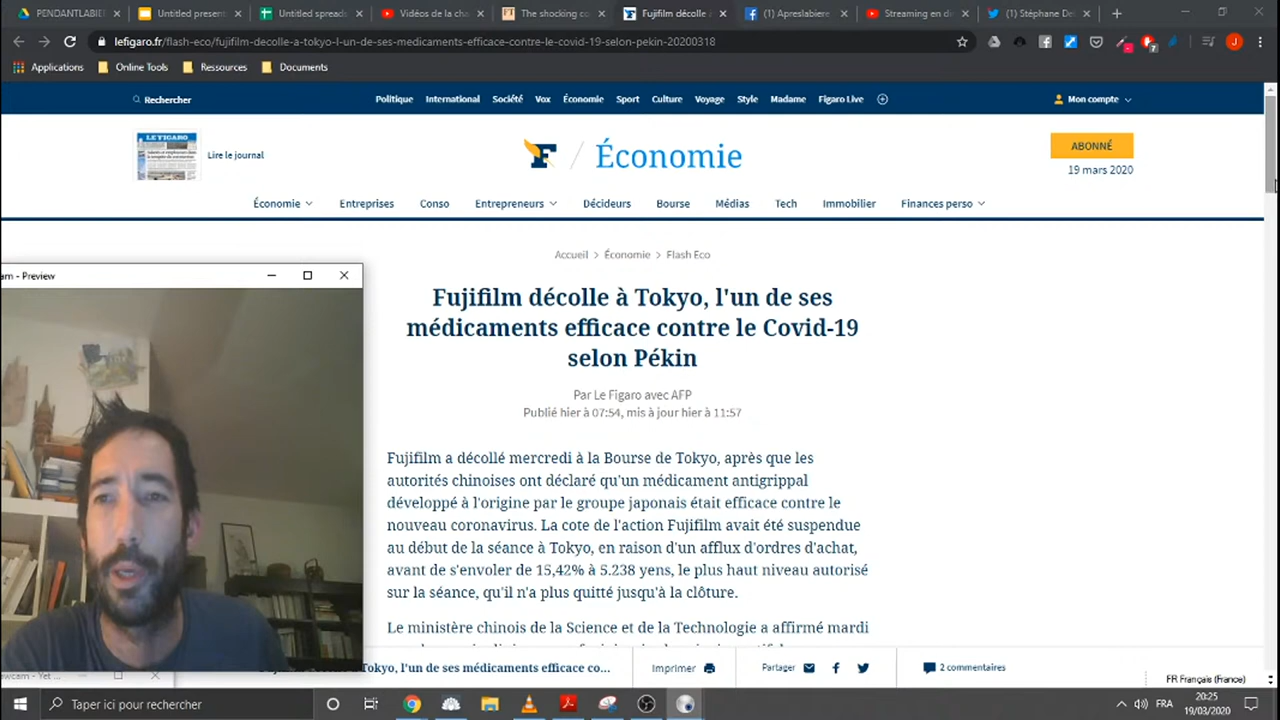 PENDANTLABIE
Untitled present
Untitled spreads
Vidéos de la cha
The shocking co
Fujifilm décolle à
(1) Apreslabiere
Streaming en di
(1) Stéphane De
lefigaro.fr/flash-eco/fujifilm-decolle-a-tokyo-l-un-de-ses-medicaments-efficace-contre-le-covid-19-selon-pekin-20200318
Applications
Online Tools
Ressources
Documents
Rechercher
Politique
International
Société
Vox
Économie
Sport
Culture
Voyage
Style
Madame
Figaro Live
Mon compte
LE FIGARO
Lire le journal
F / Économie
ABONNÉ
19 mars 2020
Économie
Entreprises
Conso
Entrepreneurs
Décideurs
Bourse
Médias
Tech
Immobilier
Finances perso
Accueil > Économie > Flash Eco
am - Preview
Fujifilm décolle à Tokyo, l'un de ses
médicaments efficace contre le Covid-19
selon Pékin
Par Le Figaro avec AFP
Publié hier à 07:54, mis à jour hier à 11:57
Fujifilm a décollé mercredi à la Bourse de Tokyo, après que les
autorités chinoises ont déclaré qu'un médicament antigrippal
développé à l'origine par le groupe japonais était efficace contre le
nouveau coronavirus. La cote de l'action Fujifilm avait été suspendue
au début de la séance à Tokyo, en raison d'un afflux d'ordres d'achat,
avant de s'envoler de 15,42% à 5.238 yens, le plus haut niveau autorisé
sur la séance, qu'il n'a plus quitté jusqu'à la clôture.
Le ministère chinois de la Science et de la Technologie a affirmé mardi
Tokyo, l'un de ses médicaments efficace co...
Imprimer
Partager
2 commentaires
FR Français (France)
Taper ici pour rechercher
FRA
20:25
19/03/2020